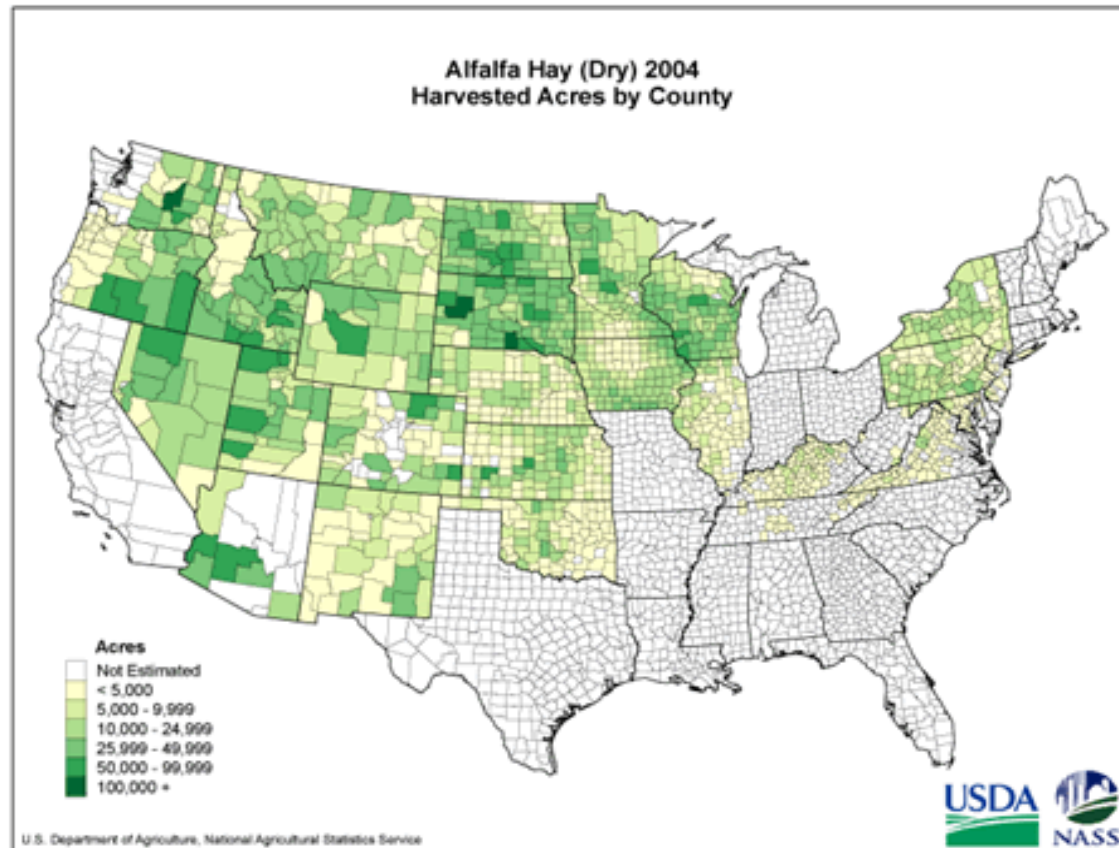 Alfalfa Hay (Dry) 2004
Harvested Acres by County
Acres
Not Estimated
< 5,000
5,000 - 9,999
10,000 - 24,999
25,999 - 49,999
50,000 - 99,999
100,000 +
U.S. Department of Agriculture, National Agricultural Statistics Service
USDA
NASS